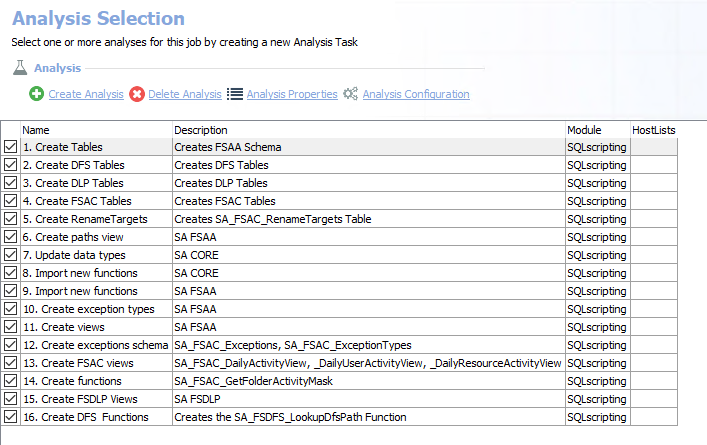 Analysis Selection
Select one or more analyses for this job by creating a new Analysis Task
Analysis
Create Analysis Delete Analysis Analysis Properties Analysis Configuration
Name Description Module HostLists
1. Create Tables Creates FSAA Schema SQLscripting
2. Create DFS Tables Creates DFS Tables SQLscripting
3. Create DLP Tables Creates DLP Tables SQLscripting
4. Create FSAC Tables Creates FSAC Tables SQLscripting
5. Create RenameTargets Creates SA_FSAC_RenameTargets Table SQLscripting
6. Create paths view SA FSAA SQLscripting
7. Update data types SA CORE SQLscripting
8. Import new functions SA CORE SQLscripting
9. Import new functions SA FSAA SQLscripting
10. Create exception types SA FSAA SQLscripting
11. Create views SA FSAA SQLscripting
12. Create exceptions schema SA_FSAC_Exceptions, SA_FSAC_ExceptionTypes SQLscripting
13. Create FSAC views SA_FSAC_DailyActivityView, _DailyUserActivityView, _DailyResourceActivityView SQLscripting
14. Create functions SA_FSAC_GetFolderActivityMask SQLscripting
15. Create FSDLP Views SA FSDLP SQLscripting
16. Create DFS  Functions Creates the SA_FSDFS_LookupDfsPath Function SQLscripting